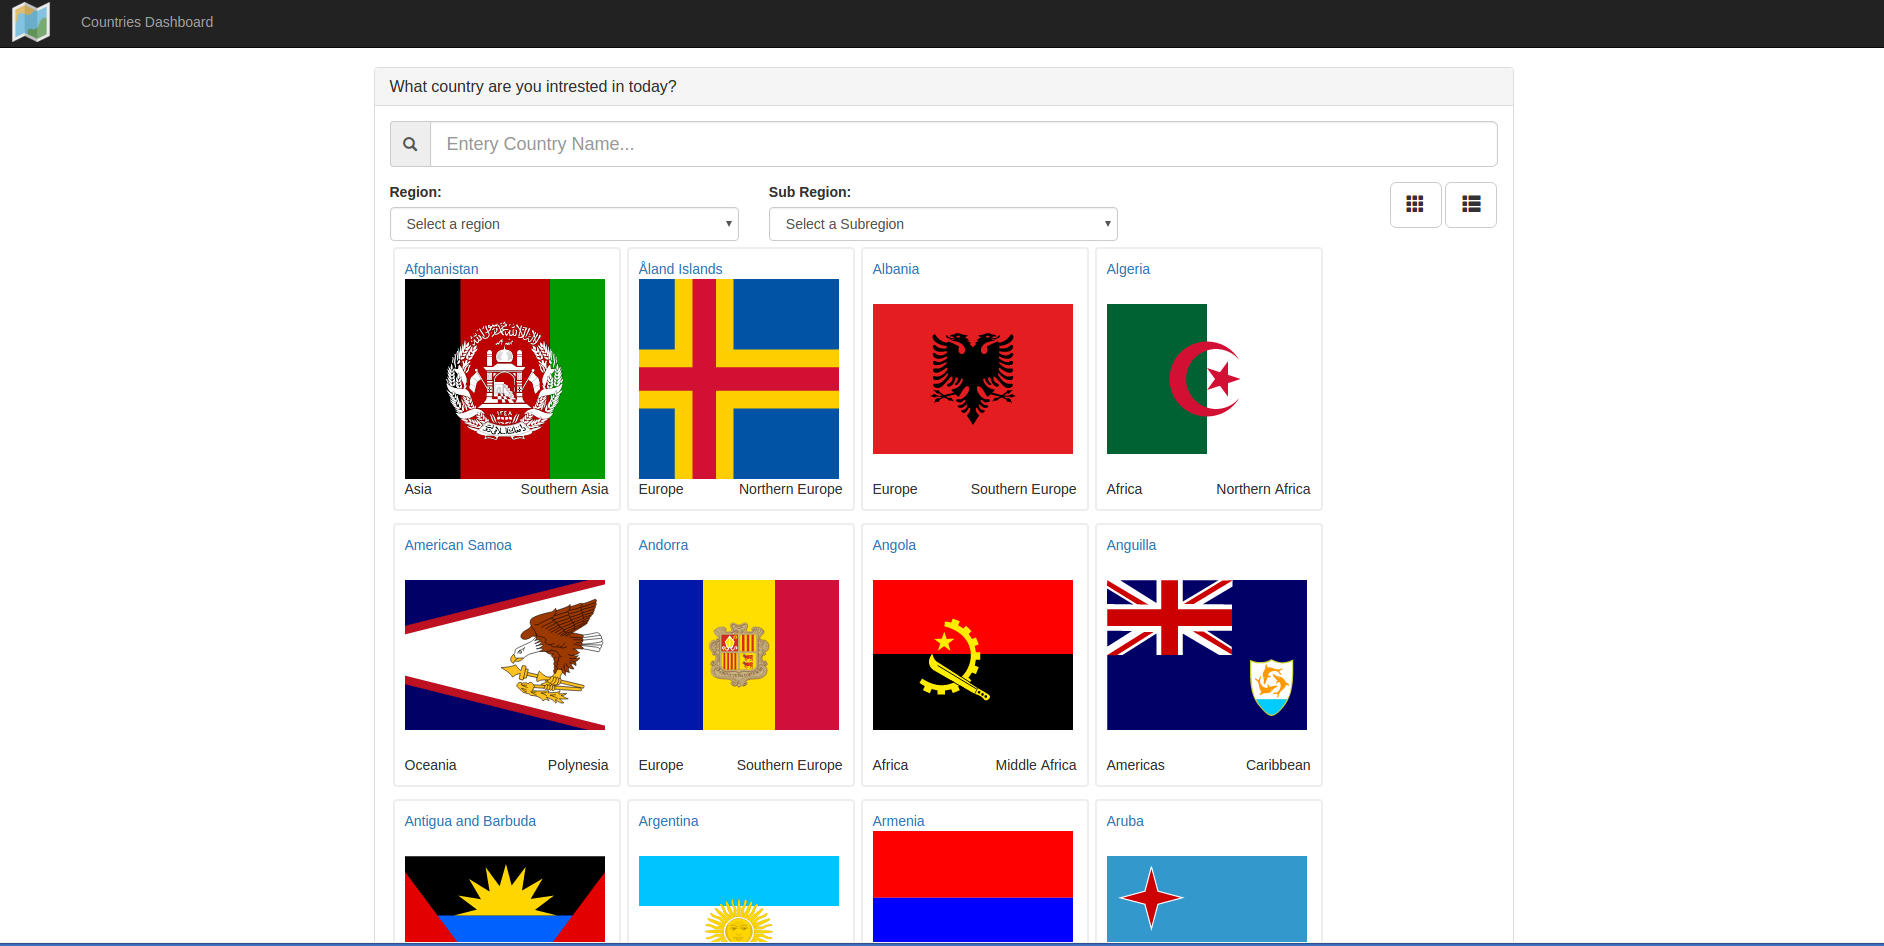 Countries Dashboard
What country are you intrested in today?
Entery Country Name...
Region:
Sub Region:
Select a region
Select a Subregion
Afghanistan
Åland Islands
Albania
Algeria
Asia
Southern Asia
Europe
Northern Europe
Europe
Southern Europe
Africa
Northern Africa
American Samoa
Andorra
Angola
Anguilla
Oceania
Polynesia
Europe
Southern Europe
Africa
Middle Africa
Americas
Caribbean
Antigua and Barbuda
Argentina
Armenia
Aruba